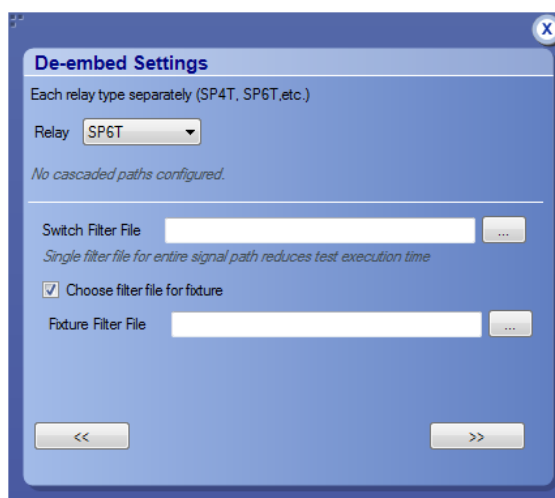 X
De-embed Settings
Each relay type separately (SP4T, SP6T,etc.)
Relay SP6T
No cascaded paths configured.
Switch Filter File ...
Single filter file for entire signal path reduces test execution time
Choose filter file for fixture
Fixture Filter File ...
<< >>